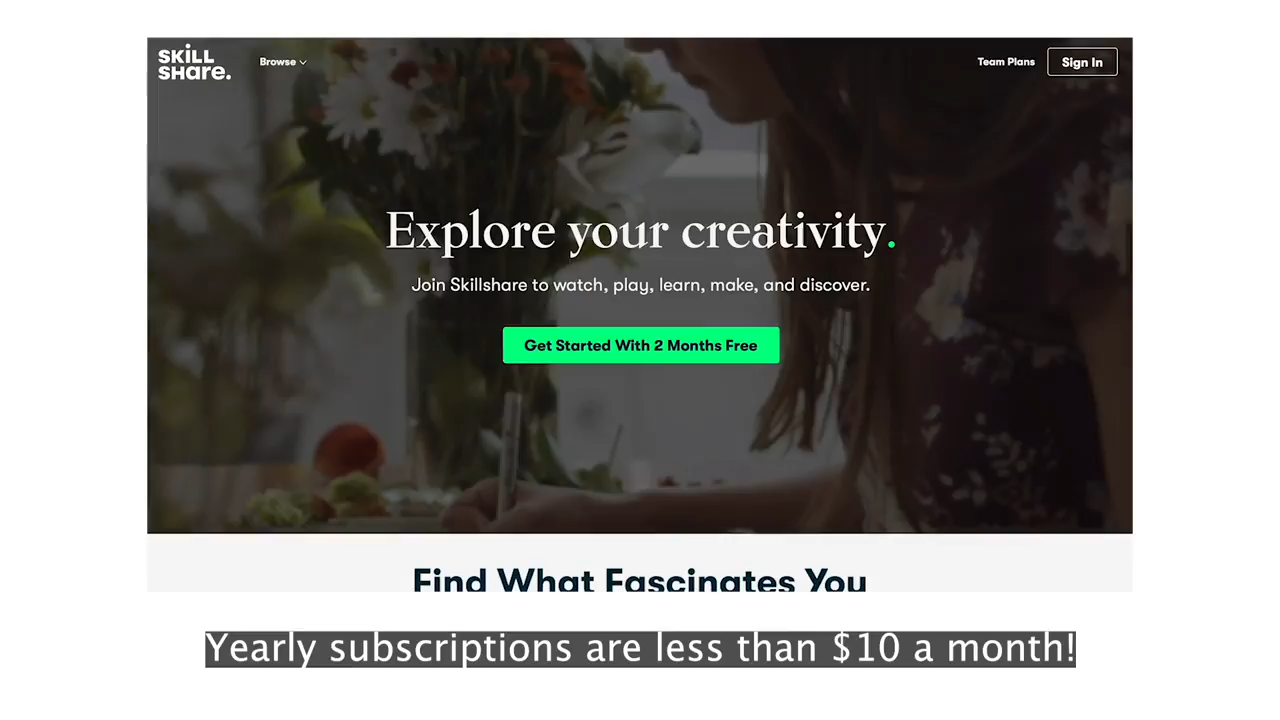 SKILL
SHare.
Browse
Team Plans
Sign In
Explore your creativity.
Join Skillshare to watch, play, learn, make, and discover.
Get Started With 2 Months Free
Find What Fascinates You
Yearly subscriptions are less than $10 a month!